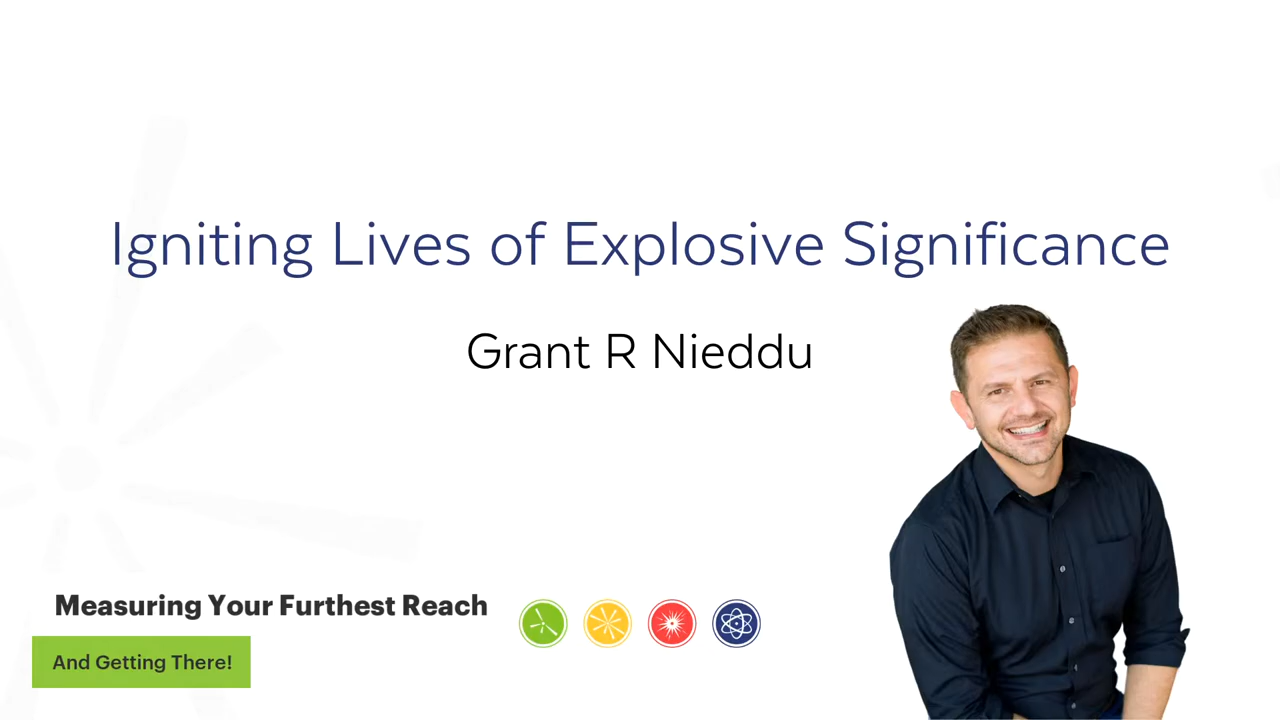 Igniting Lives of Explosive Significance
Grant R Nieddu
Measuring Your Furthest Reach
And Getting There!